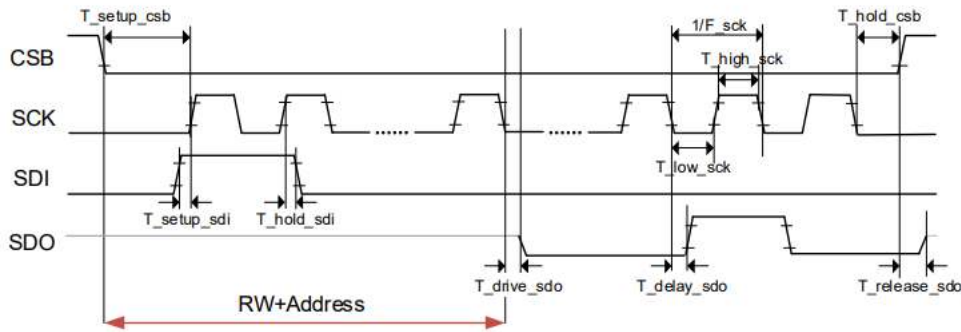 T_setup_csb
1/F_sck
T_hold_csb
CSB
T_high_sck
SCK
......
......
T_low_sck
SDI
T_setup_sdi
T_hold_sdi
SDO
T_drive_sdo
T_delay_sdo
T_release_sdo
RW+Address